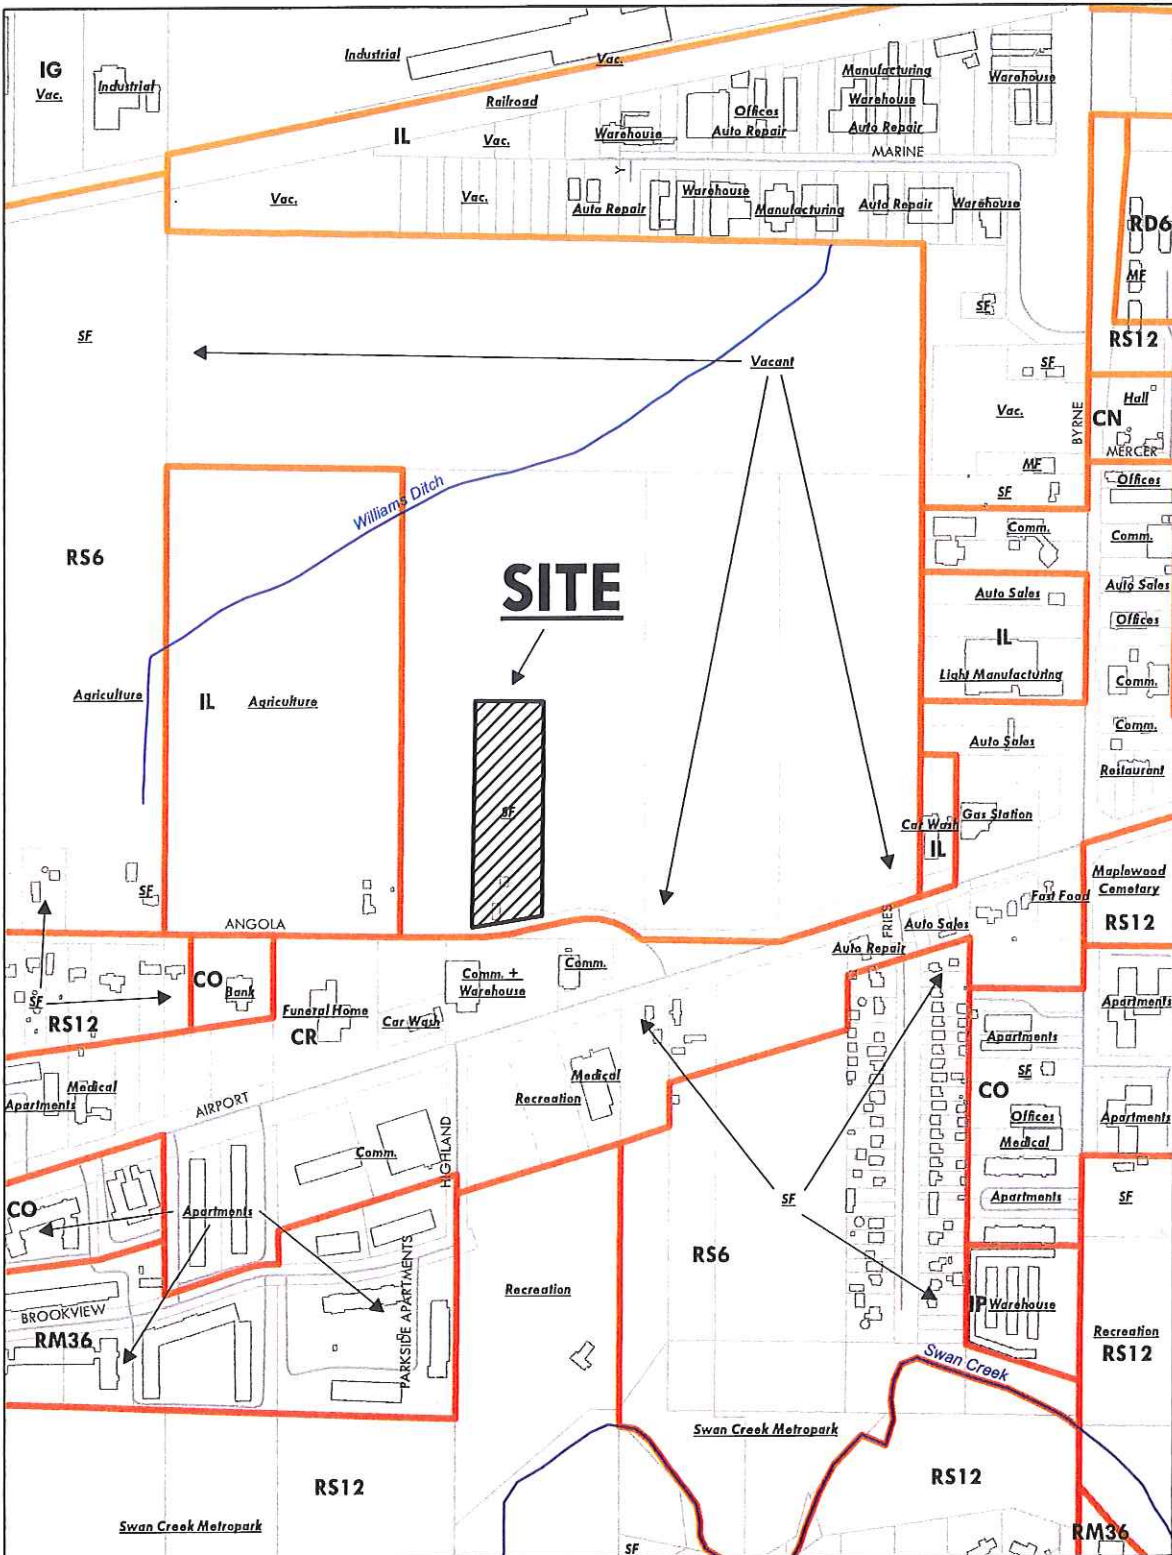 IG
Vac.
Industrial
Industrial
Vac.
Railroad
IL
Vac.
Warehouse
Offices
Auto Repair
Manufacturing
Warehouse
Auto Repair
Warehouse
MARINE
Vac.
Vac.
Auto Repair
Warehouse
Manufacturing
Auto Repair
Warehouse
RD6
MF
RS12
SF
SF
Vacant
SF
Vac.
BYRNE
Hall
CN
MERCER
MF
SF
Offices
Williams Ditch
Comm.
Comm.
RS6
SITE
Auto Sales
Auto Sales
IL
Offices
Light Manufacturing
Comm.
Agriculture
IL
Agriculture
Auto Sales
Comm.
Restaurant
SF
Car Wash
IL
Gas Station
SF
Maplewood
Cemetary
Fast Food
RS12
ANGOLA
FRIES
Auto Sales
Auto Repair
SF
RS12
CO
Bank
Funeral Home
CR
Car Wash
Comm. +
Warehouse
Comm.
Apartments
Apartments
SF
CO
Medical
Apartments
AIRPORT
Recreation
Medical
Offices
Medical
Apartments
Comm.
HIGHLAND
CO
Apartments
SF
Apartments
SF
RS6
BROOKVIEW
RM36
PARKSIDE APARTMENTS
Recreation
IP
Warehouse
Recreation
RS12
Swan Creek
Swan Creek Metropark
RS12
RS12
Swan Creek Metropark
SF
RM36